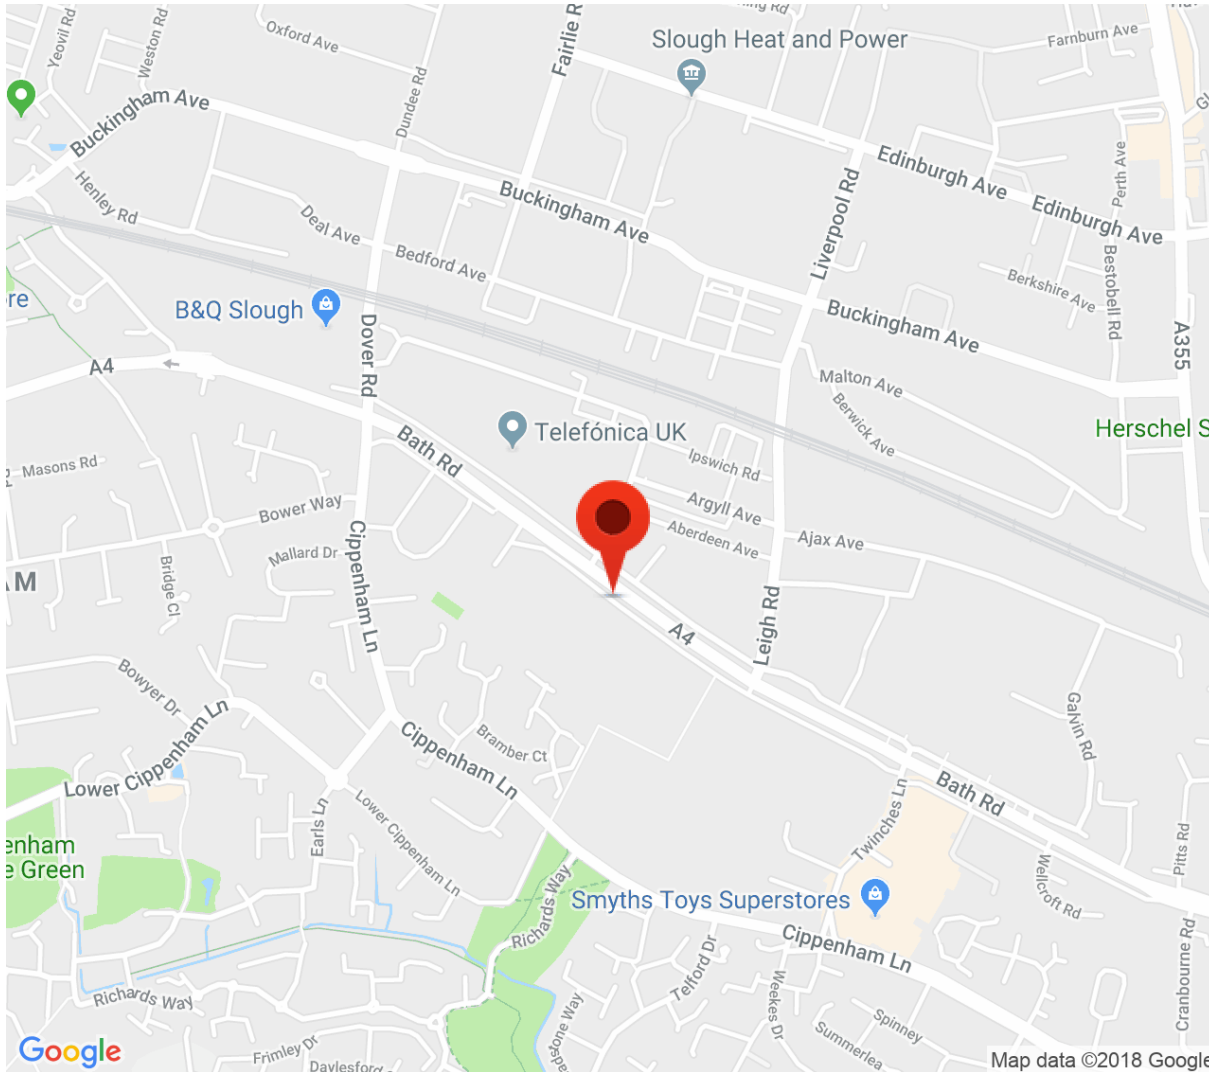 Yeovil Rd
Weston Rd
Oxford Ave
Fairlie R
Slough Heat and Power
Farnburn Ave
Buckingham Ave
Dundee Rd
Edinburgh Ave
Edinburgh Ave
Perth Ave
Henley Rd
Deal Ave
Buckingham Ave
Liverpool Rd
Bedford Ave
Berkshire Ave
Bestobell Rd
re
B&Q Slough
Dover Rd
Buckingham Ave
A355
A4
Malton Ave
Berwick Ave
Bath Rd
Telefónica UK
Herschel S
Masons Rd
Ipswich Rd
Bower Way
Argyll Ave
Aberdeen Ave
Ajax Ave
Mallard Dr
Cippenham Ln
AM
Bridge Cl
Leigh Rd
A4
Bowyer Dr
Galvin Rd
Lower Cippenham Ln
Cippenham Ln
Bramber Ct
Bath Rd
Earls Ln
Lower Cippenham Ln
Twinches Ln
Pitts Rd
enham
e Green
Wellcroft Rd
Richards Way
Smyths Toys Superstores
Cippenham Ln
Telford Dr
Weekes Dr
Cranbourne Rd
Richards Way
stone Way
Spinney
Summerlea
Google
Frimley Dr
Daylesford
Map data ©2018 Google